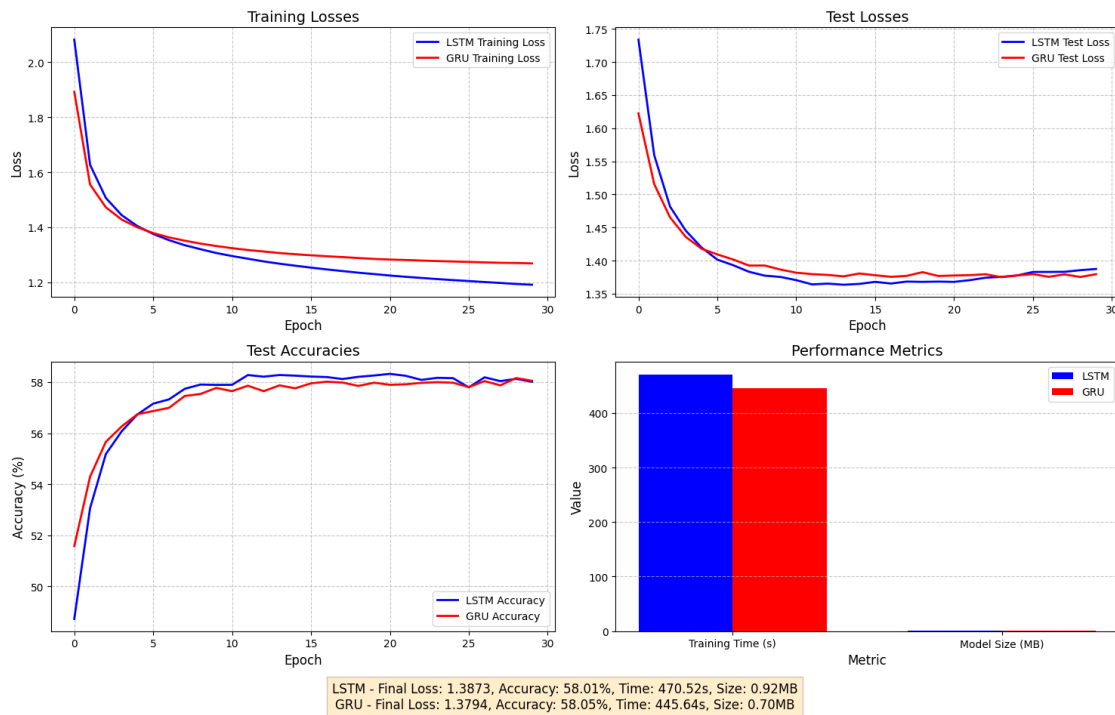 Training Losses
2.0
1.8
1.6
1.4
1.2
Loss
0
5
10
15
20
25
30
Epoch
LSTM Training Loss
GRU Training Loss
Test Losses
1.75
1.70
1.65
1.60
1.55
1.50
1.45
1.40
1.35
Loss
0
5
10
15
20
25
30
Epoch
LSTM Test Loss
GRU Test Loss
Test Accuracies
58
56
54
52
50
Accuracy (%)
0
5
10
15
20
25
30
Epoch
LSTM Accuracy
GRU Accuracy
Performance Metrics
400
300
200
100
0
Value
Training Time (s)
Model Size (MB)
Metric
LSTM
GRU
LSTM - Final Loss: 1.3873, Accuracy: 58.01%, Time: 470.52s, Size: 0.92MB
GRU - Final Loss: 1.3794, Accuracy: 58.05%, Time: 445.64s, Size: 0.70MB